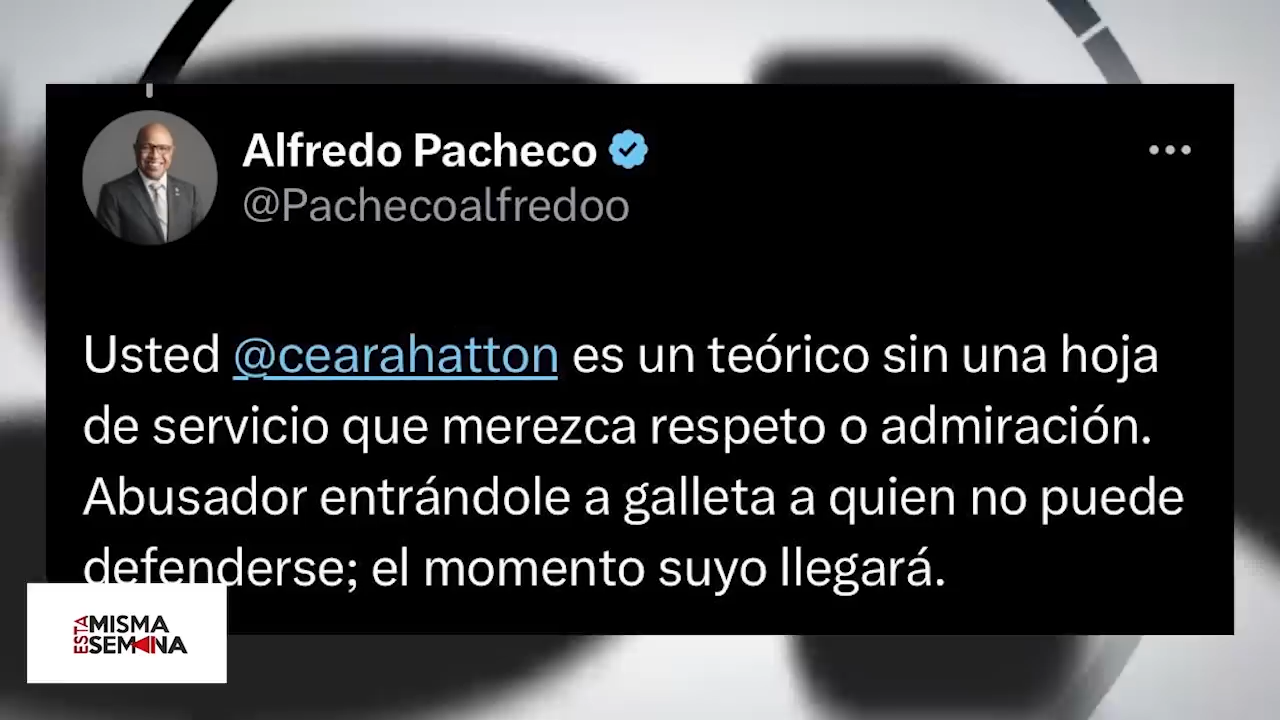 Alfredo Pacheco
@Pachecoalfredoo
Usted @cearahatton es un teórico sin una hoja
de servicio que merezca respeto o admiración.
Abusador entrándole a galleta a quien no puede
defenderse; el momento suyo llegará.
ESTA
MISMA
SEMANA